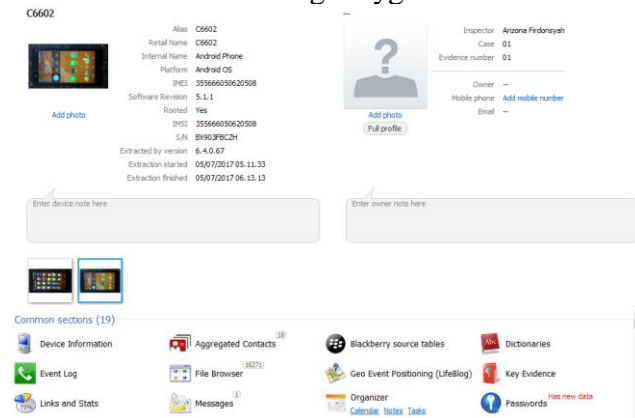 C6602
Alias C6602
Retail Name C6602
Internal Name Android Phone
Platform Android OS
IMEI 355666050620508
Software Revision 5.1.1
Rooted Yes
IMSI 355666050620508
S/N BX903FBCZH
Extracted by version 6.4.0.67
Extraction started 05/07/2017 05.11.33
Extraction finished 05/07/2017 06.13.13
Add photo
Enter device note here
--
Inspector Arizona Firdonsyah
Case 01
Evidence number 01
Owner --
Mobile phone Add mobile number
Email --
Add photo
Full profile
Enter owner note here
Common sections (19)
Device Information
Aggregated Contacts 18
Blackberry source tables
Abc Dictionaries
Event Log
File Browser 16271
Geo Event Positioning (LifeBlog)
Key Evidence
75% Links and Stats
Messages 1
Organizer
Calendar Notes Tasks
Passwords Has new data